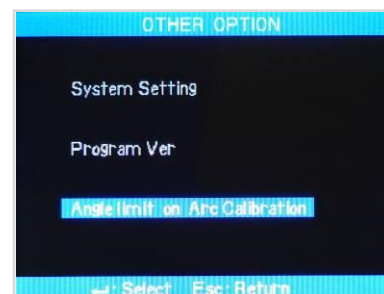 OTHER OPTION
System Setting
Program Ver
Angle limit on Arc Calibration
↵: Select Esc: Return